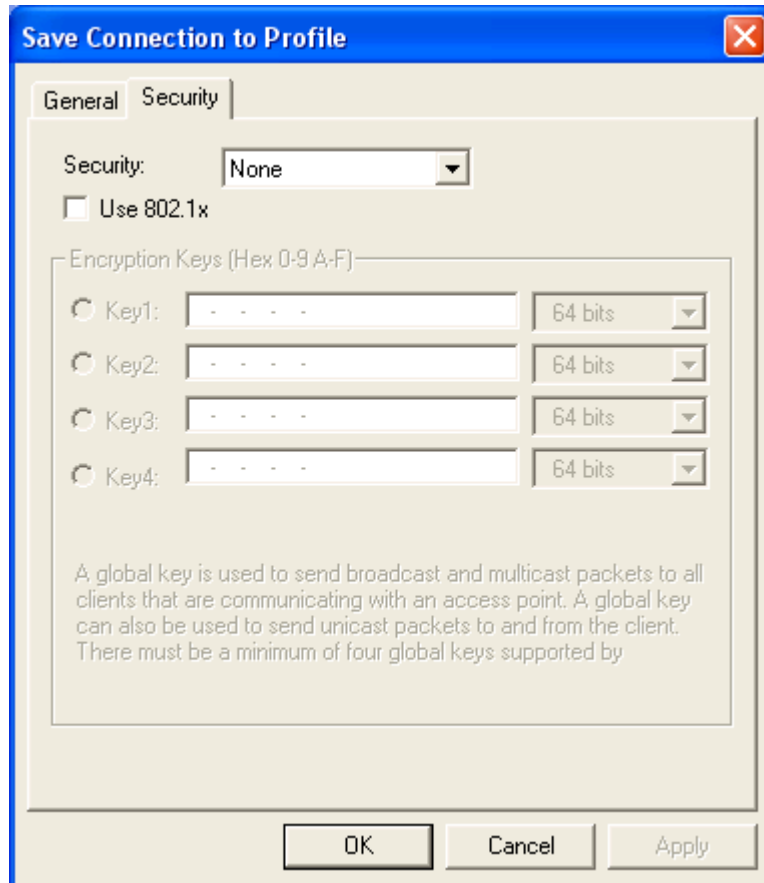 Save Connection to Profile
General Security
Security: None
Use 802.1x
Encryption Keys (Hex 0-9 A-F)
Key1: - - - - 64 bits
Key2: - - - - 64 bits
Key3: - - - - 64 bits
Key4: - - - - 64 bits
A global key is used to send broadcast and multicast packets to all
clients that are communicating with an access point. A global key
can also be used to send unicast packets to and from the client.
There must be a minimum of four global keys supported by
OK Cancel Apply